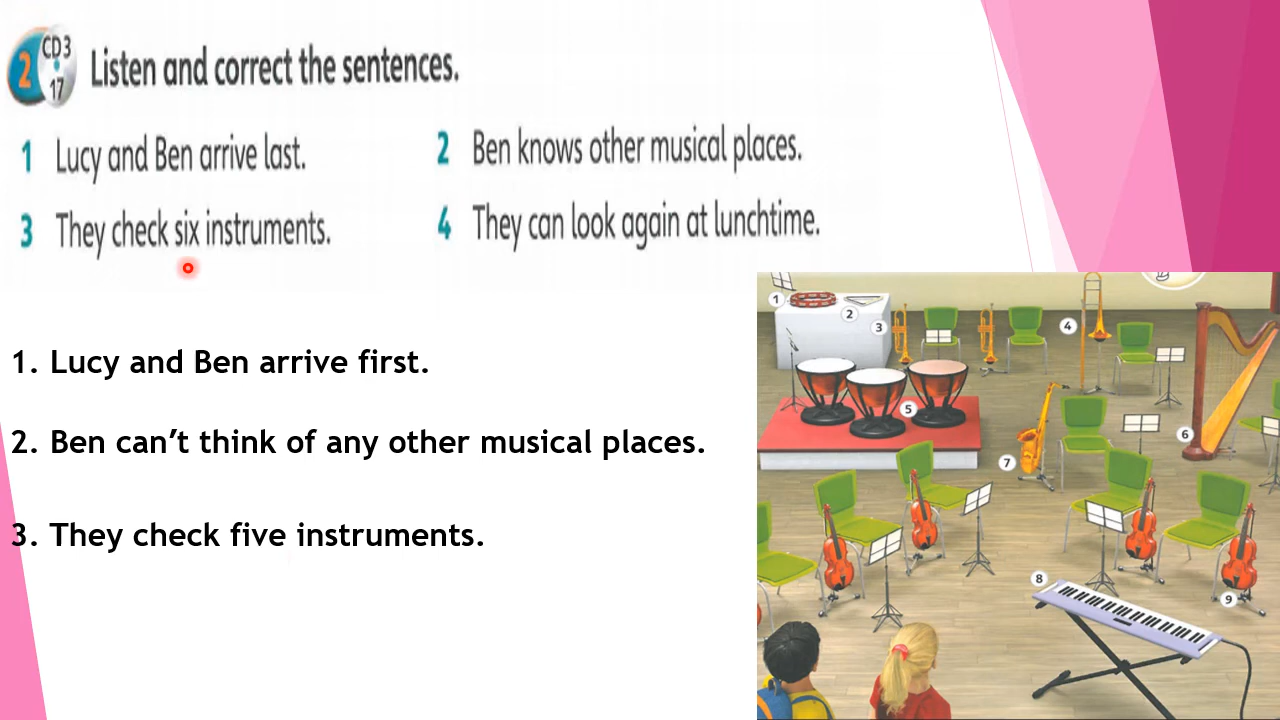 2 CD3 17 Listen and correct the sentences.
1 Lucy and Ben arrive last.
2 Ben knows other musical places.
3 They check six instruments.
4 They can look again at lunchtime.
1. Lucy and Ben arrive first.
2. Ben can’t think of any other musical places.
3. They check five instruments.
1
2
3
4
5
6
7
8
9